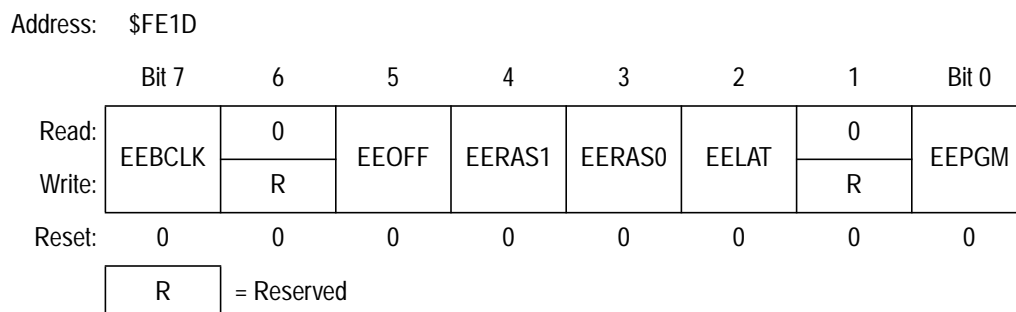 Address: $FE1D
Bit 7 6 5 4 3 2 1 Bit 0
Read: 0 0
EEBCLK EEOFF EERAS1 EERAS0 EELAT EEPGM
Write: R R
Reset: 0 0 0 0 0 0 0 0
R = Reserved